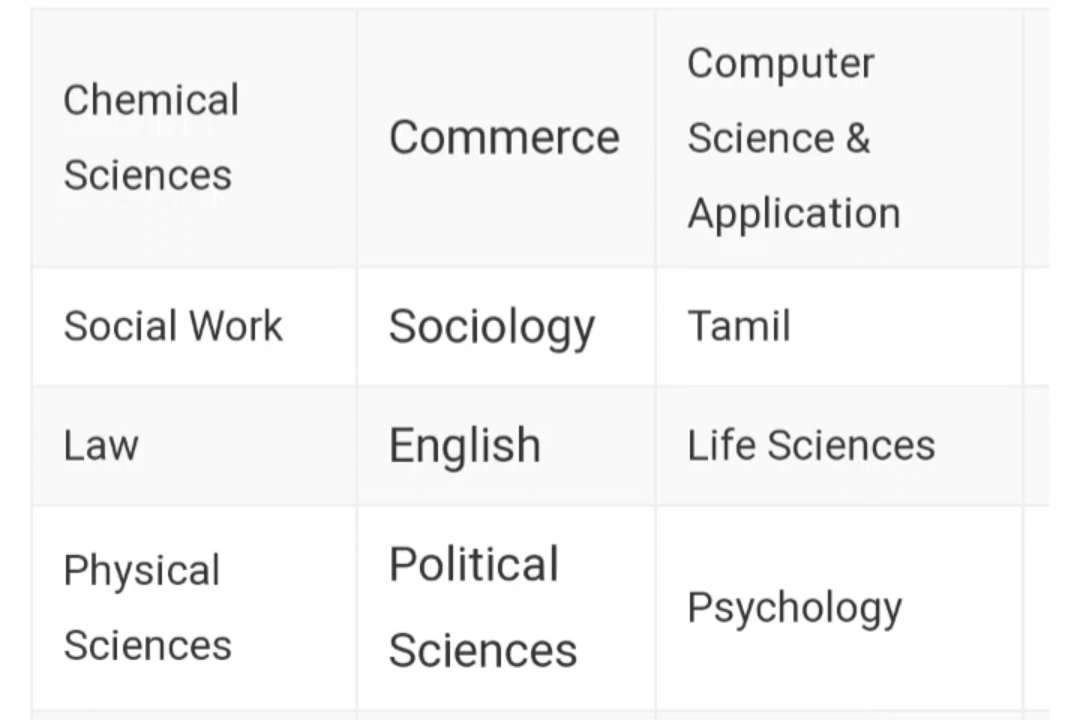 Chemical
Sciences
Commerce
Computer
Science &
Application
Social Work
Sociology
Tamil
Law
English
Life Sciences
Physical
Sciences
Political
Sciences
Psychology